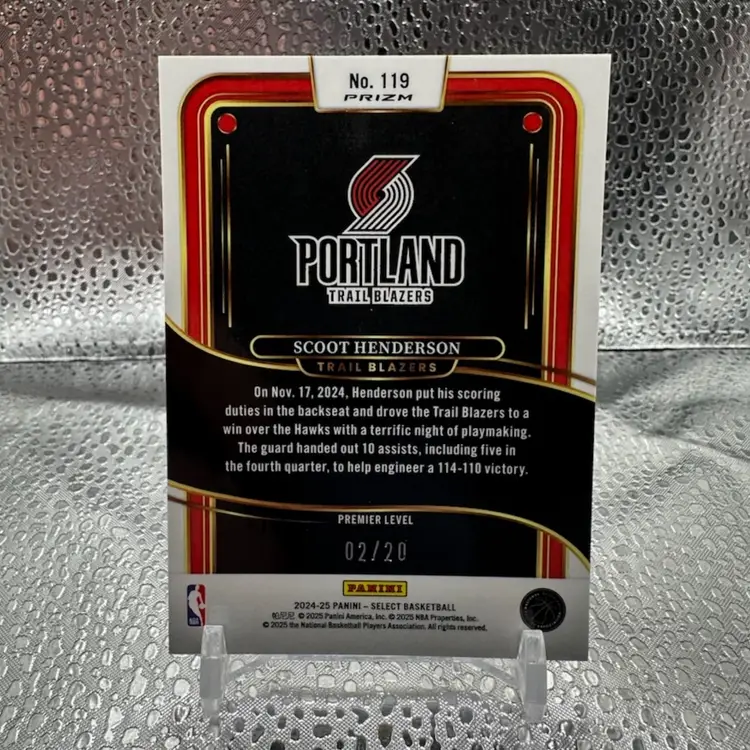 No. 119
PRIZM
PORTLAND
TRAIL BLAZERS
SCOOT HENDERSON
TRAIL BLAZERS
On Nov. 17, 2024, Henderson put his scoring
duties in the backseat and drove the Trail Blazers to a
win over the Hawks with a terrific night of playmaking.
The guard handed out 10 assists, including five in
the fourth quarter, to help engineer a 114-110 victory.
PREMIER LEVEL
02/20
PANINI
2024-25 PANINI – SELECT BASKETBALL
帕尼尼 © 2025 Panini America, Inc. © 2025 NBA Properties, Inc.
© 2025 the National Basketball Players Association. All rights reserved.